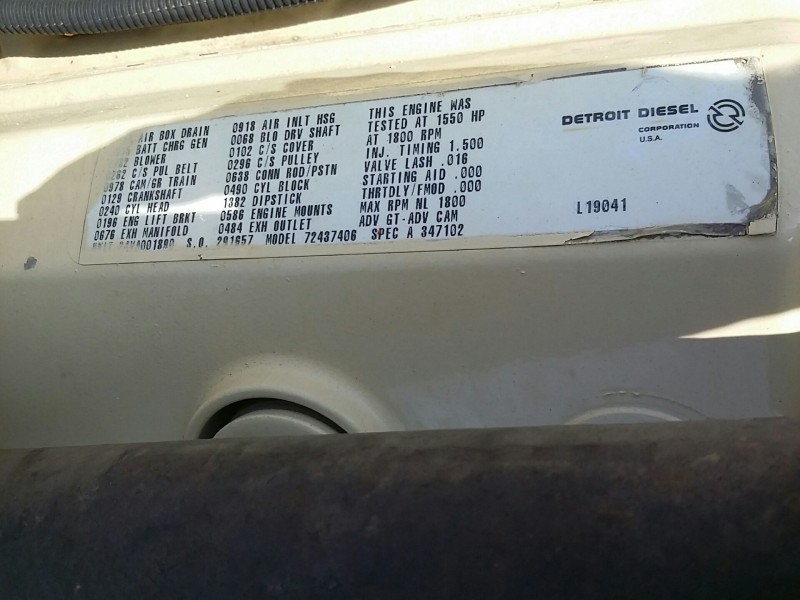 AIR BOX DRAIN
BATT CHRG GEN
BLOWER
C/S PUL BELT
0978 CAM/GR TRAIN
0129 CRANKSHAFT
0240 CYL HEAD
0196 ENG LIFT BRKT
0676 EXH MANIFOLD
0918 AIR INLT HSG
0068 BLO DRV SHAFT
0102 C/S COVER
0296 C/S PULLEY
0638 CONN ROD/PSTN
0490 CYL BLOCK
1382 DIPSTICK
0586 ENGINE MOUNTS
0484 EXH OUTLET
THIS ENGINE WAS
TESTED AT 1550 HP
AT 1800 RPM
INJ. TIMING 1.500
VALVE LASH .016
STARTING AID .000
THRTDLY/FMOD .000
MAX RPM NL 1800
ADV GT-ADV CAM
S.O. 291657 MODEL 72437406 SPEC A 347102
DETROIT DIESEL
CORPORATION
U.S.A.
L19041